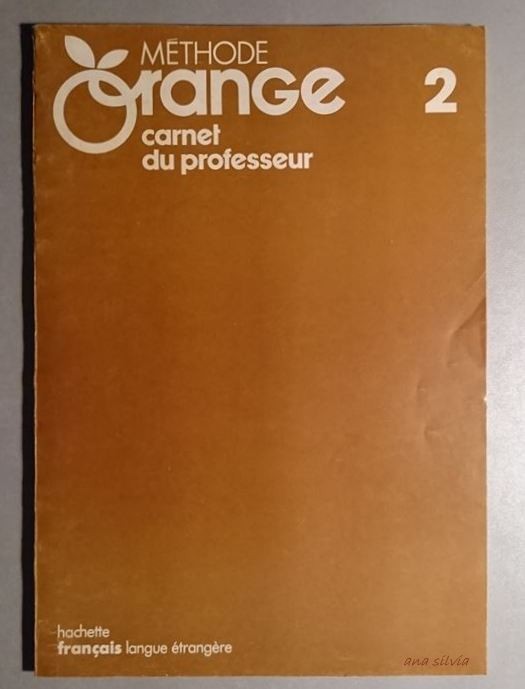 MÉTHODE
Orange 2
carnet
du professeur
hachette
français langue étrangère
ana silvia